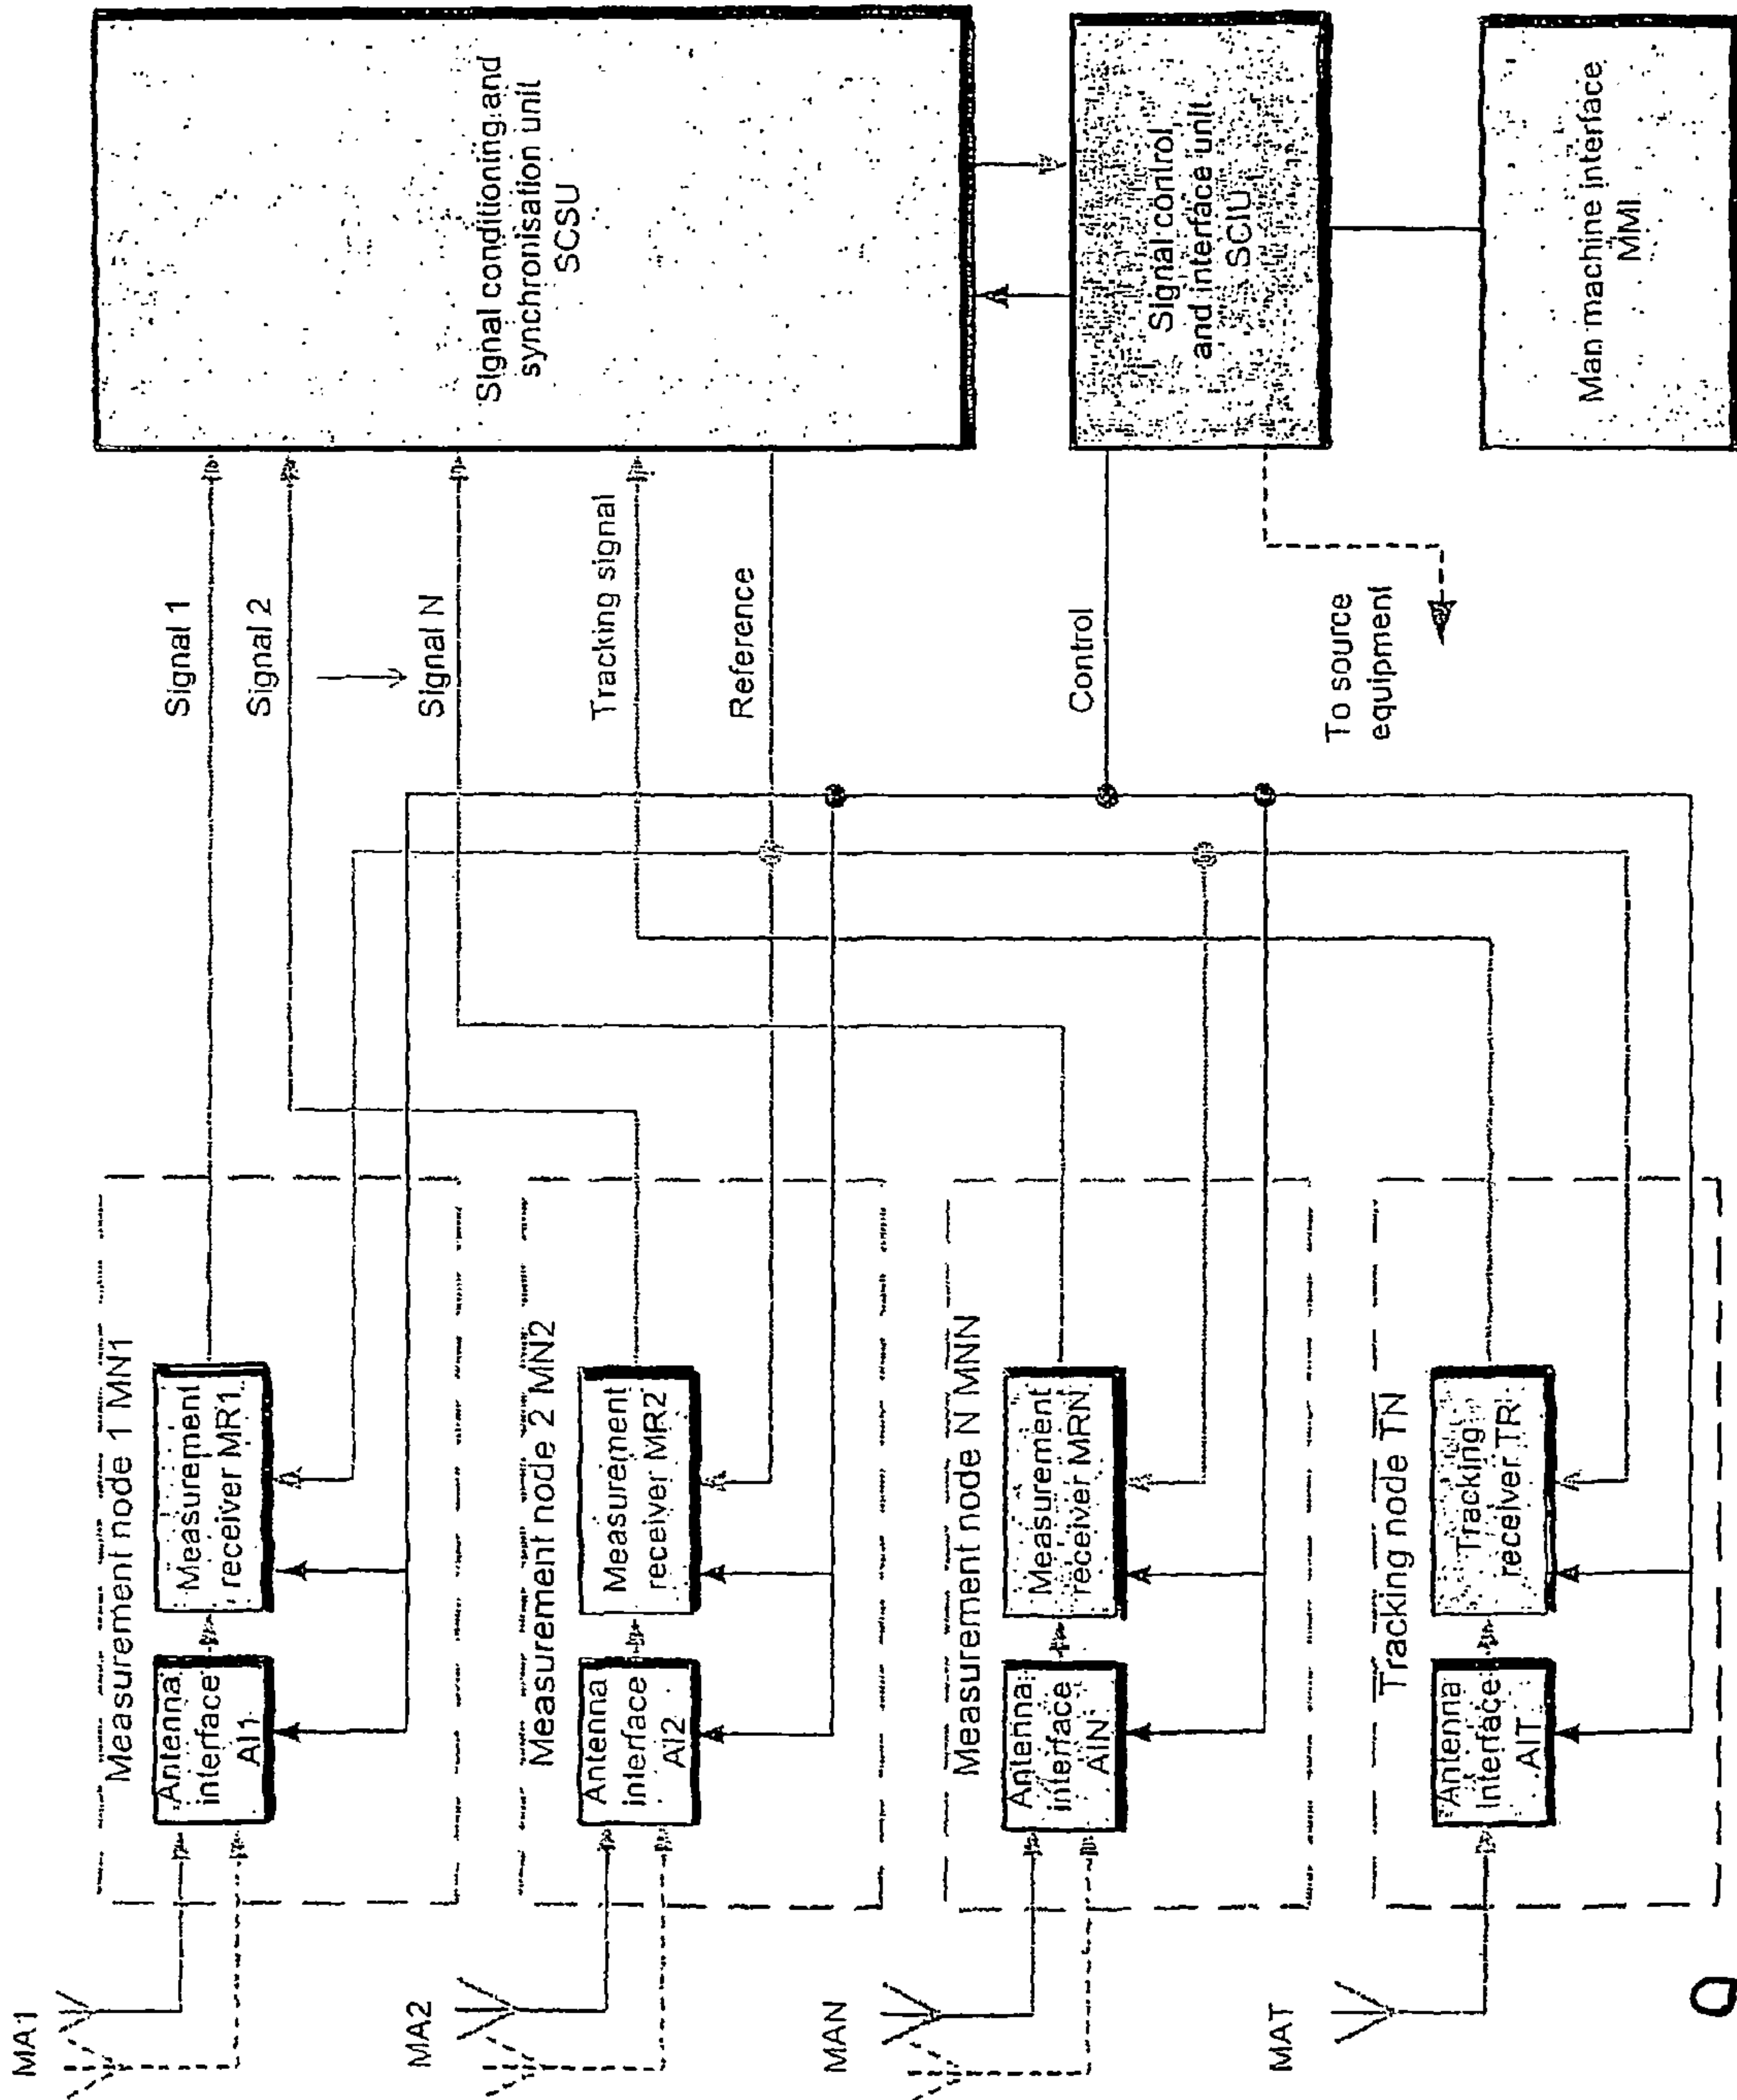 MA1
Measurement node 1 MN1
Antenna
interface
AI1
Measurement
receiver MR1
Signal 1
Signal conditioning and
synchronisation unit
SCSU
MA2
Measurement node 2 MN2
Antenna
interface
AI2
Measurement
receiver MR2
Signal 2
MAN
Measurement node N MNN
Antenna
interface
AIN
Measurement
receiver MRN
Signal N
Tracking signal
Reference
Control
Signal control,
and interface unit
SCIU
To source
equipment
MAT
Tracking node TN
Antenna
Interface
AIT
Tracking
receiver TR
Man machine interface
MMI